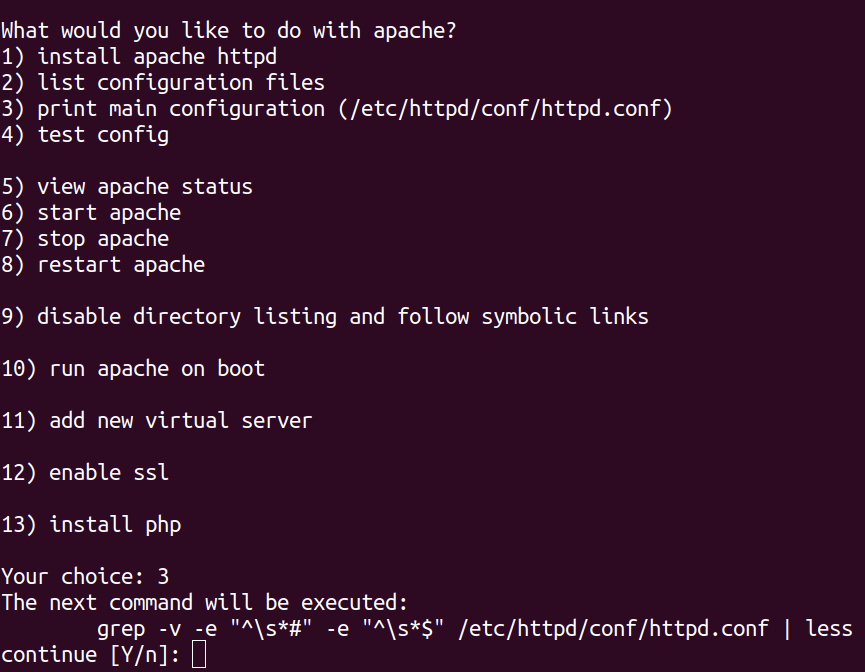 What would you like to do with apache?
1) install apache httpd
2) list configuration files
3) print main configuration (/etc/httpd/conf/httpd.conf)
4) test config
5) view apache status
6) start apache
7) stop apache
8) restart apache
9) disable directory listing and follow symbolic links
10) run apache on boot
11) add new virtual server
12) enable ssl
13) install php
Your choice: 3
The next command will be executed:
grep -v -e "^\s*#" -e "^\s*$" /etc/httpd/conf/httpd.conf | less
continue [Y/n]: